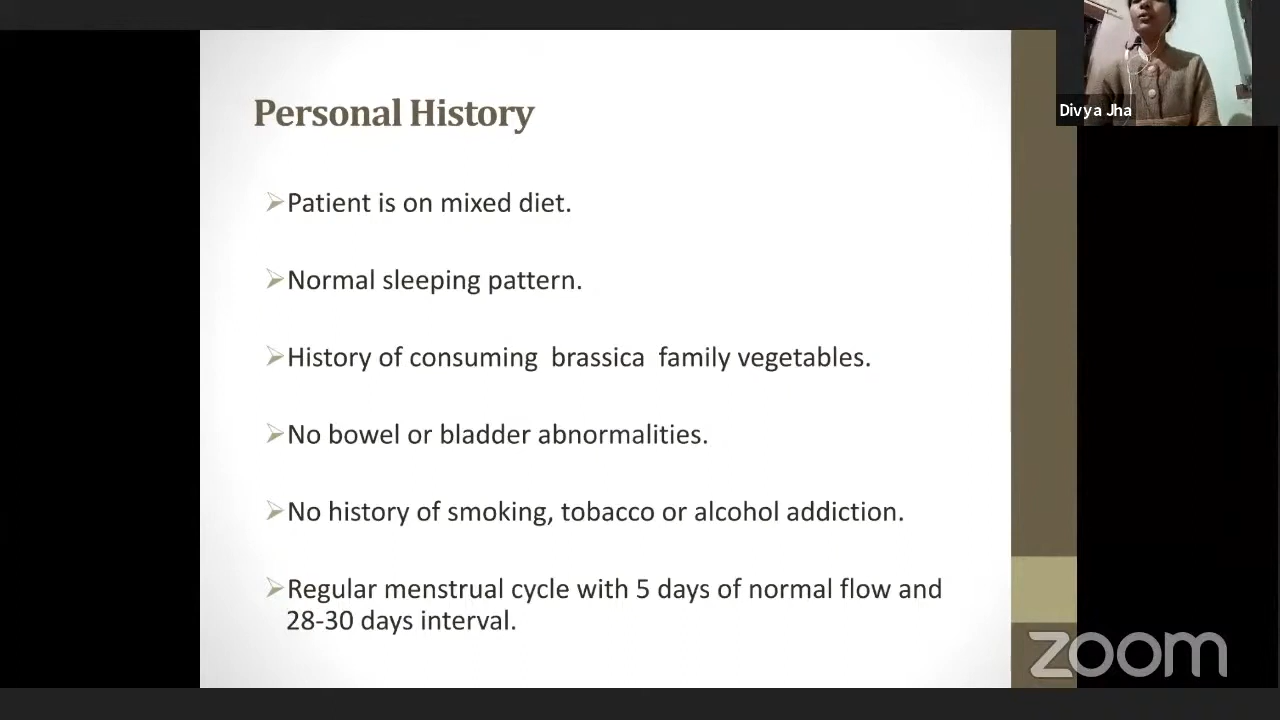 Personal History
Patient is on mixed diet.
Normal sleeping pattern.
History of consuming brassica family vegetables.
No bowel or bladder abnormalities.
No history of smoking, tobacco or alcohol addiction.
Regular menstrual cycle with 5 days of normal flow and
28-30 days interval.
Divya Jha
zoom